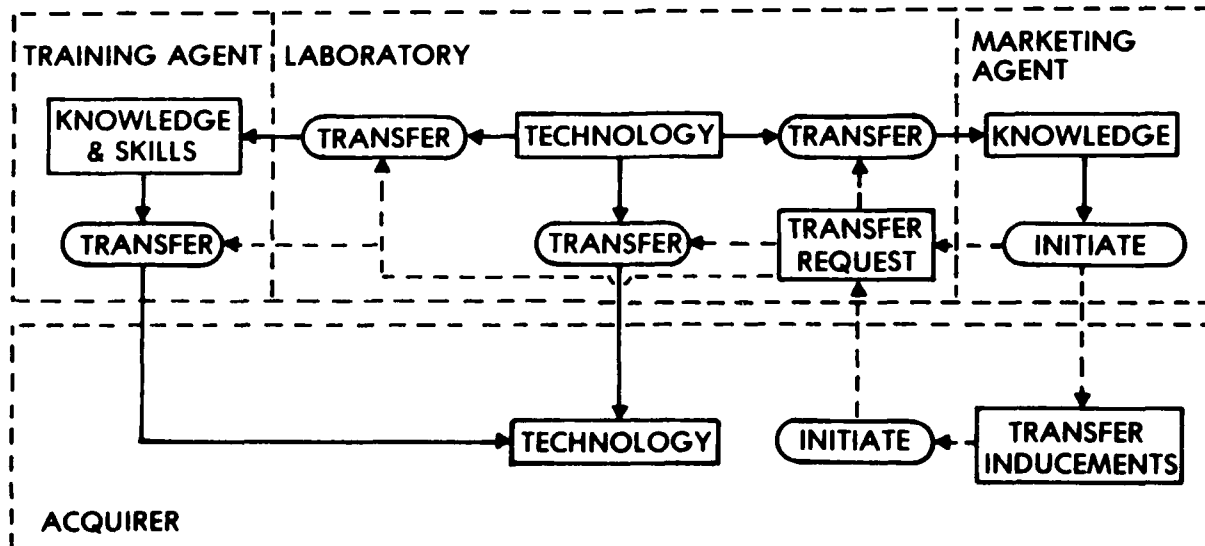 TRAINING AGENT
LABORATORY
MARKETING
AGENT
KNOWLEDGE
& SKILLS
TRANSFER
TECHNOLOGY
TRANSFER
KNOWLEDGE
TRANSFER
TRANSFER
TRANSFER
REQUEST
INITIATE
TECHNOLOGY
INITIATE
TRANSFER
INDUCEMENTS
ACQUIRER